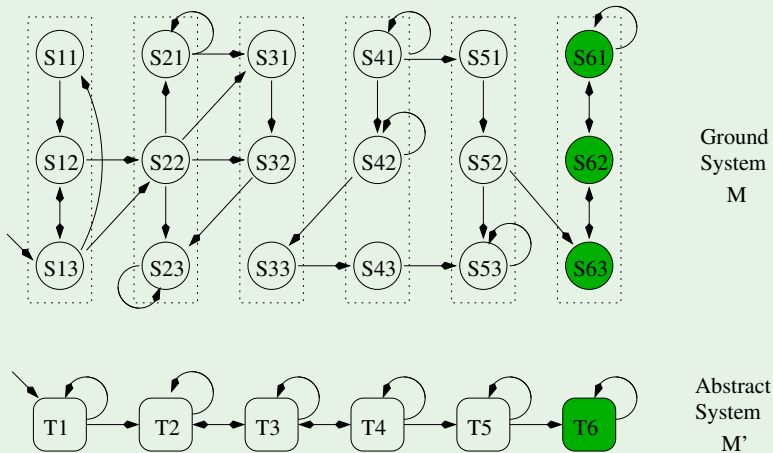 S11 S21 S31 S41 S51 S61
S12 S22 S32 S42 S52 S62
S13 S23 S33 S43 S53 S63
Ground
System
M
T1 T2 T3 T4 T5 T6
Abstract
System
M'